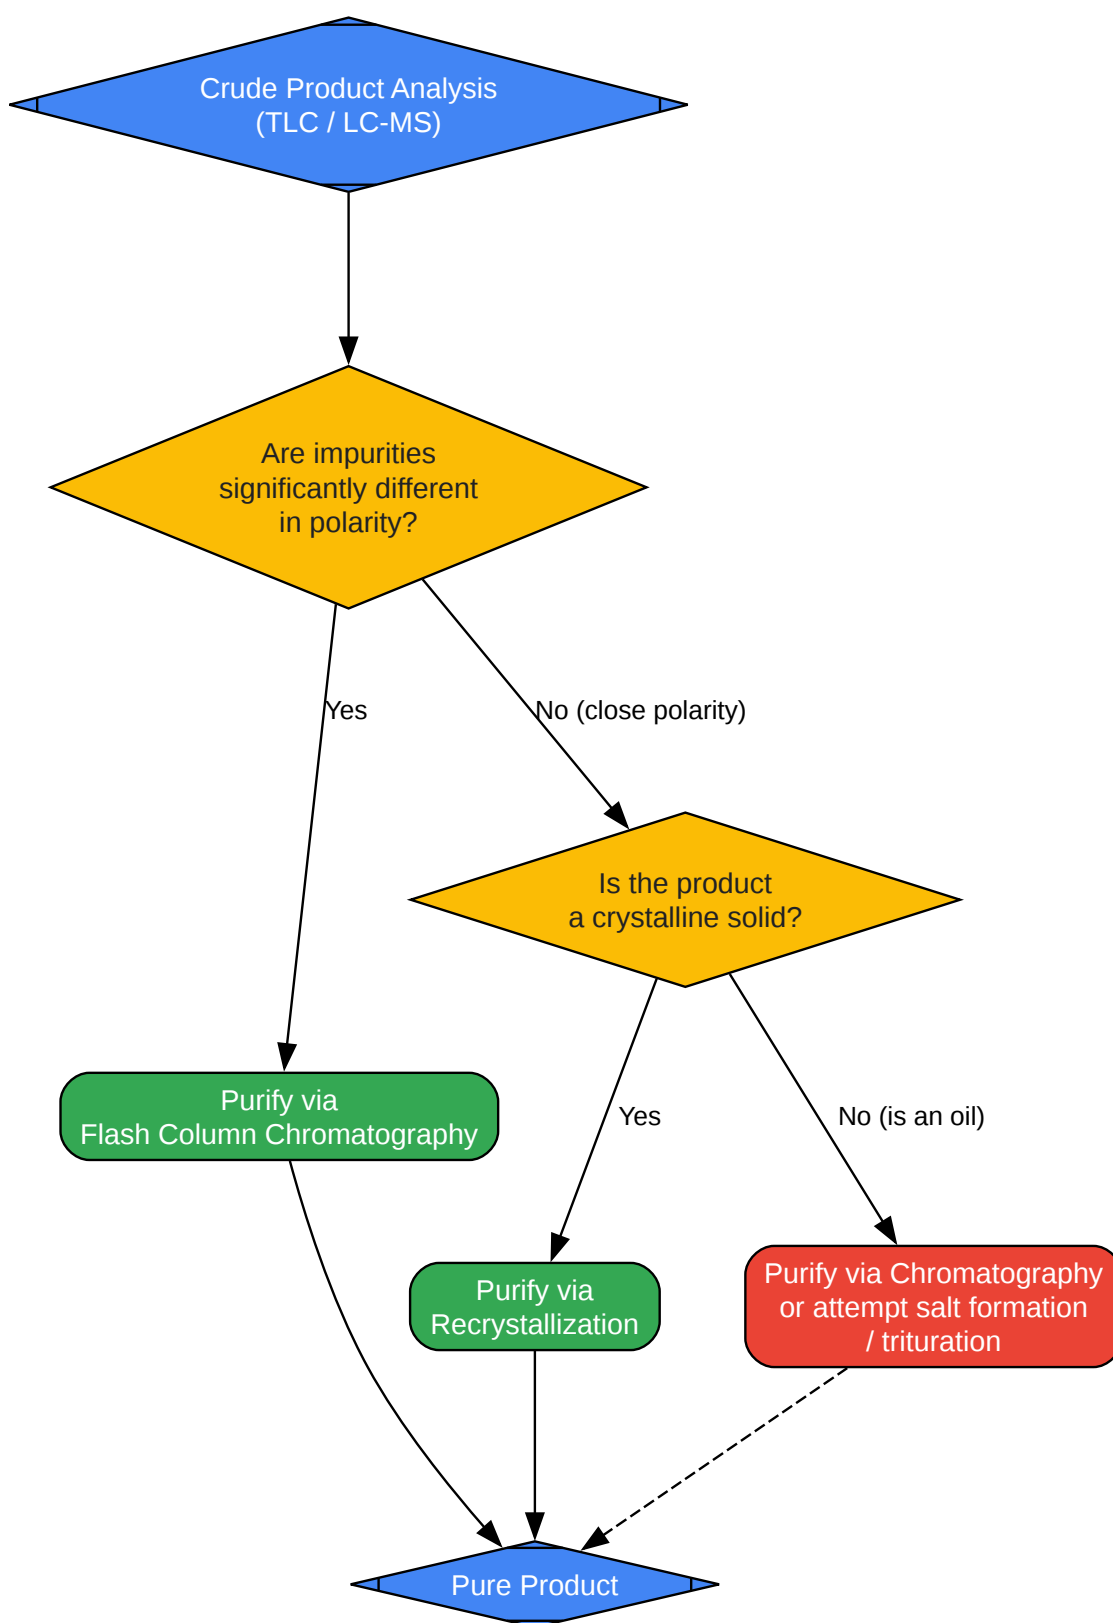 Crude Product Analysis
(TLC / LC-MS)
Are impurities
significantly different
in polarity?
Yes
No (close polarity)
Is the product
a crystalline solid?
Purify via
Flash Column Chromatography
Yes
No (is an oil)
Purify via
Recrystallization
Purify via Chromatography
or attempt salt formation
/ trituration
Pure Product